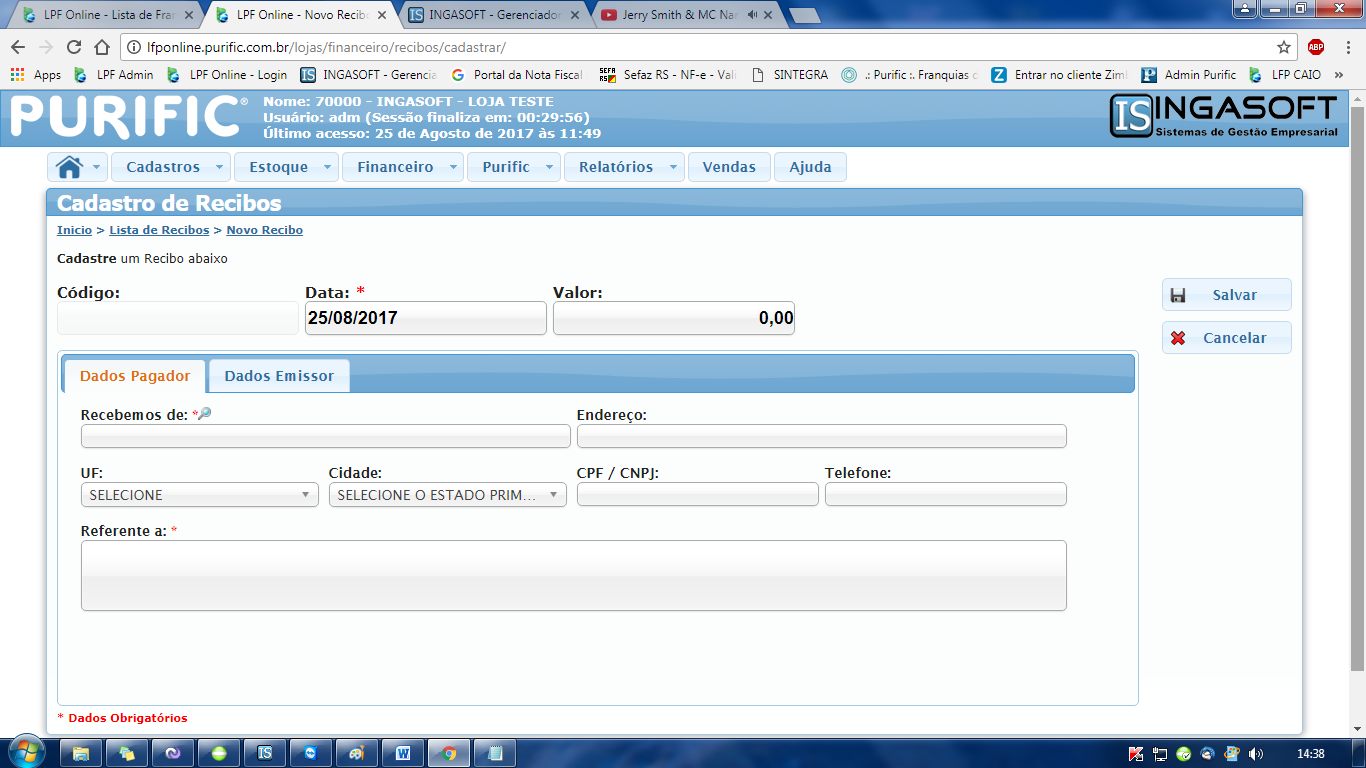 LPF Online - Lista de Fran
LPF Online - Novo Recibo
INGASOFT - Gerenciador
Jerry Smith & MC Nan
lfponline.purific.com.br/lojas/financeiro/recibos/cadastrar/
ABP
Apps
LPF Admin
LPF Online - Login
INGASOFT - Gerencia
Portal da Nota Fiscal
Sefaz RS - NF-e - Vali
SINTEGRA
.: Purific :. Franquias
Entrar no cliente Zim
Admin Purific
LFP CAIO
»
PURIFIC®
Nome: 70000 - INGASOFT - LOJA TESTE
Usuário: adm (Sessão finaliza em: 00:29:56)
Último acesso: 25 de Agosto de 2017 às 11:49
IS INGASOFT
Sistemas de Gestão Empresarial
Cadastros
Estoque
Financeiro
Purific
Relatórios
Vendas
Ajuda
Cadastro de Recibos
Inicio > Lista de Recibos > Novo Recibo
Cadastre um Recibo abaixo
Código:
Data: *
Valor:
25/08/2017
0,00
Salvar
Cancelar
Dados Pagador
Dados Emissor
Recebemos de: *
Endereço:
UF:
Cidade:
CPF / CNPJ:
Telefone:
SELECIONE
SELECIONE O ESTADO PRIM...
Referente a: *
* Dados Obrigatórios
14:38